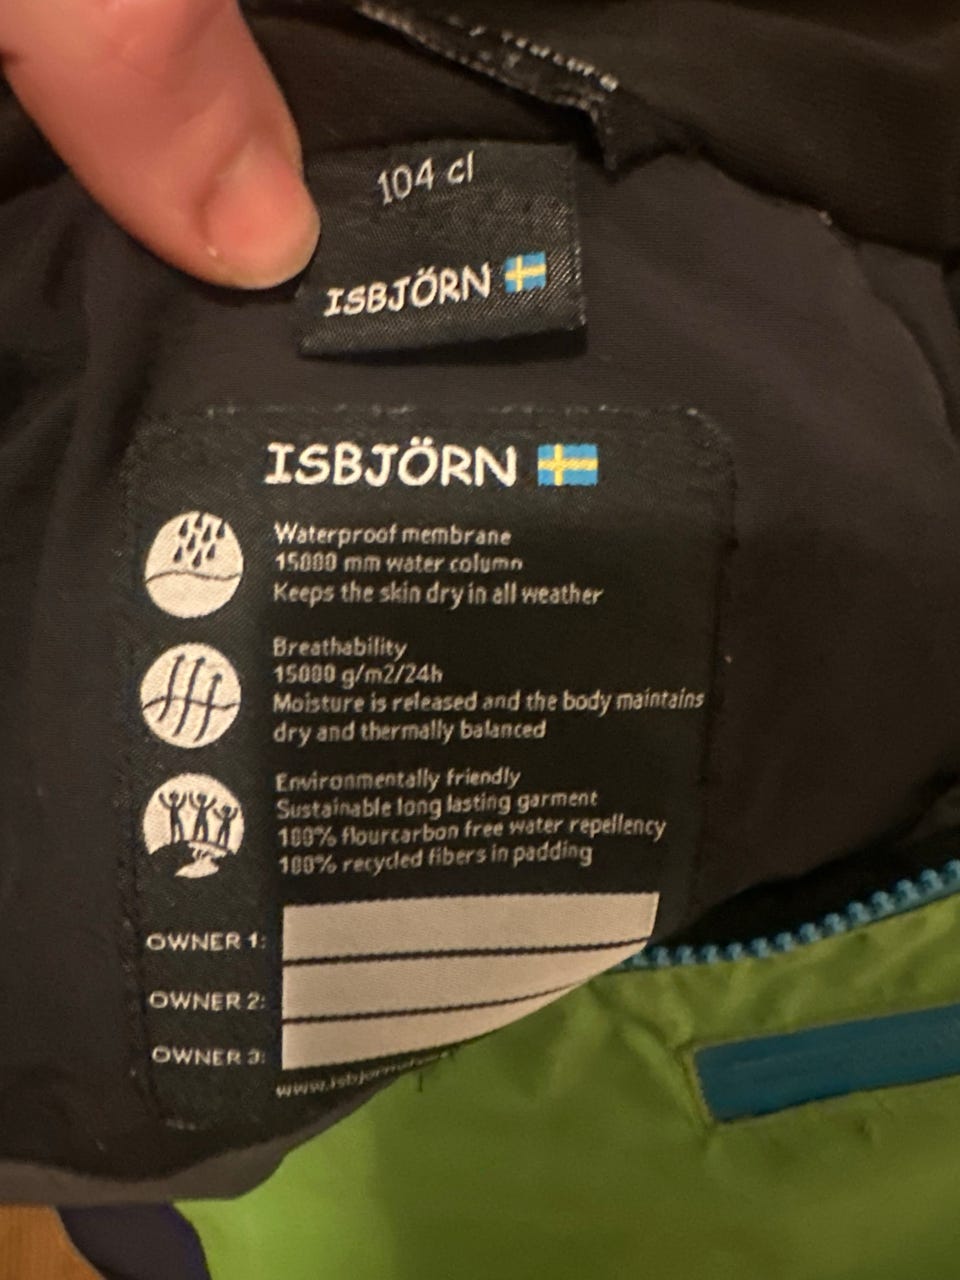 104 cl
ISBJÖRN
ISBJÖRN
Waterproof membrane
15000 mm water column
Keeps the skin dry in all weather
Breathability
15000 g/m2/24h
Moisture is released and the body maintains
dry and thermally balanced
Environmentally friendly
Sustainable long lasting garment
100% flourcarbon free water repellency
100% recycled fibers in padding
OWNER 1:
OWNER 2:
OWNER 3: